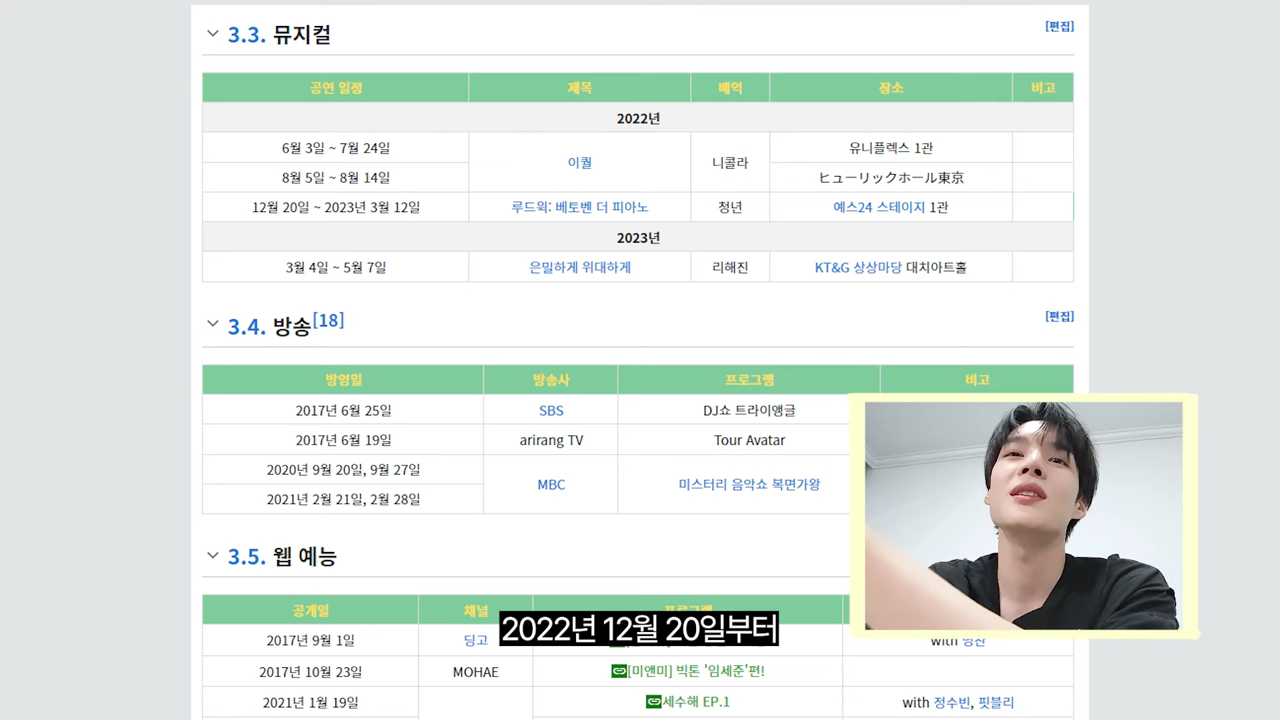 3.3. 뮤지컬
[편집]
공연 일정 제목 배역 장소 비고
2022년
6월 3일 ~ 7월 24일 이퀄 니콜라 유니플렉스 1관
8월 5일 ~ 8월 14일 ヒューリックホール東京
12월 20일 ~ 2023년 3월 12일 루드윅: 베토벤 더 피아노 청년 예스24 스테이지 1관
2023년
3월 4일 ~ 5월 7일 은밀하게 위대하게 리해진 KT&G 상상마당 대치아트홀
3.4. 방송[18]
[편집]
방영일 방송사 프로그램 비고
2017년 6월 25일 SBS DJ쇼 트라이앵글
2017년 6월 19일 arirang TV Tour Avatar
2020년 9월 20일, 9월 27일 MBC 미스터리 음악쇼 복면가왕
2021년 2월 21일, 2월 28일
3.5. 웹 예능
공개일 채널 프로그램
2022년 12월 20일부터
2017년 9월 1일 딩고 with
2017년 10월 23일 MOHAE [미앤미] 빅톤 '임세준'편!
2021년 1월 19일 세수해 EP.1 with 정수빈, 핏블리